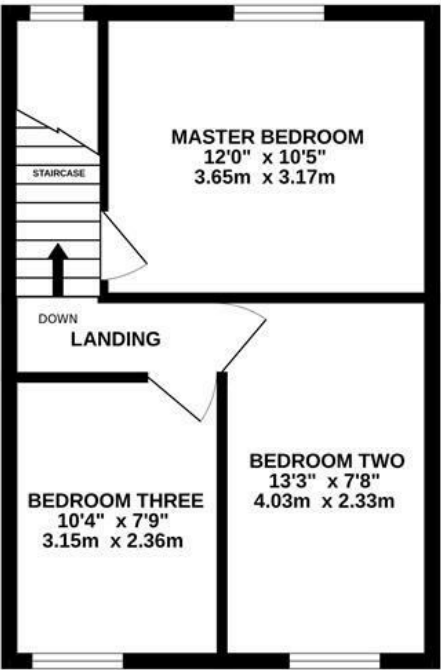 MASTER BEDROOM
12'0" x 10'5"
3.65m x 3.17m
STAIRCASE
DOWN
LANDING
BEDROOM TWO
13'3" x 7'8"
4.03m x 2.33m
BEDROOM THREE
10'4" x 7'9"
3.15m x 2.36m